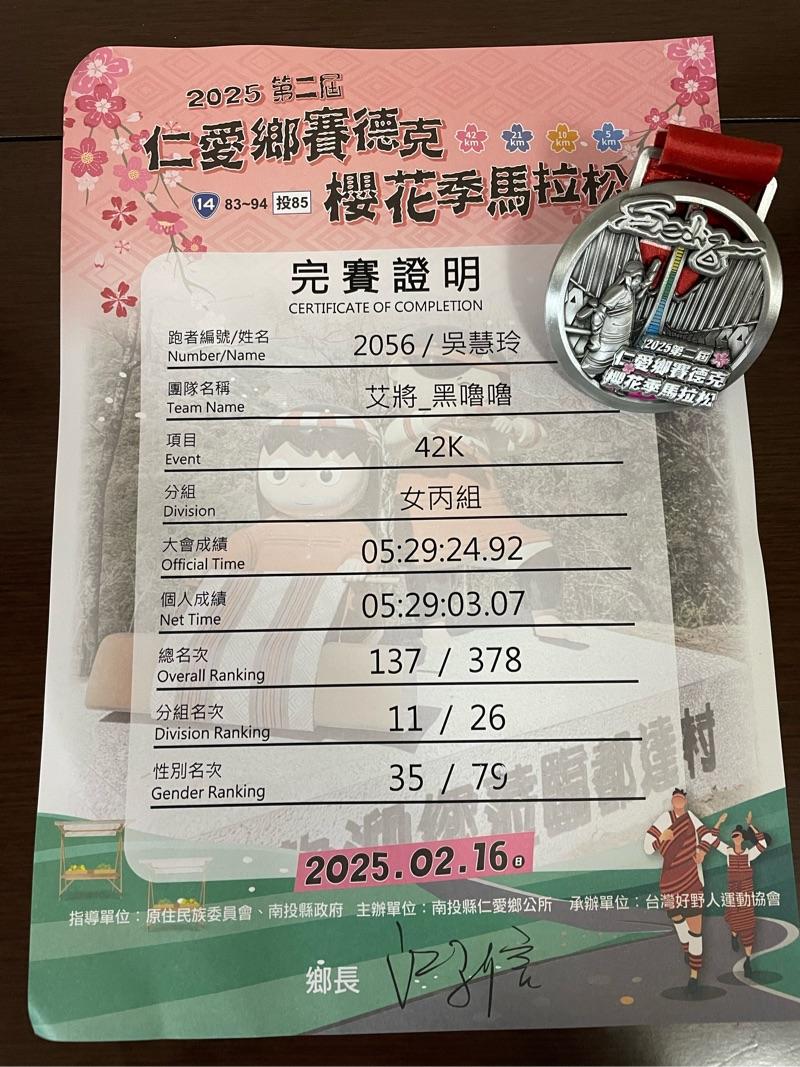 2025 第二屆
仁愛鄉賽德克
42 km 21 km 10 km 5 km
14 83~94 投85 櫻花季馬拉松
完賽證明
CERTIFICATE OF COMPLETION
跑者編號/姓名 2056 / 吳慧玲
Number/Name
團隊名稱 艾將_黑嚕嚕
Team Name
項目 42K
Event
分組 女丙組
Division
大會成績 05:29:24.92
Official Time
個人成績 05:29:03.07
Net Time
總名次 137 / 378
Overall Ranking
分組名次 11 / 26
Division Ranking
性別名次 35 / 79
Gender Ranking
歡迎您蒞臨都達村
2025.02.16 日
指導單位：原住民族委員會、南投縣政府 主辦單位：南投縣仁愛鄉公所 承辦單位：台灣好野人運動協會
鄉長
2025第二屆
仁愛鄉賽德克
櫻花季馬拉松